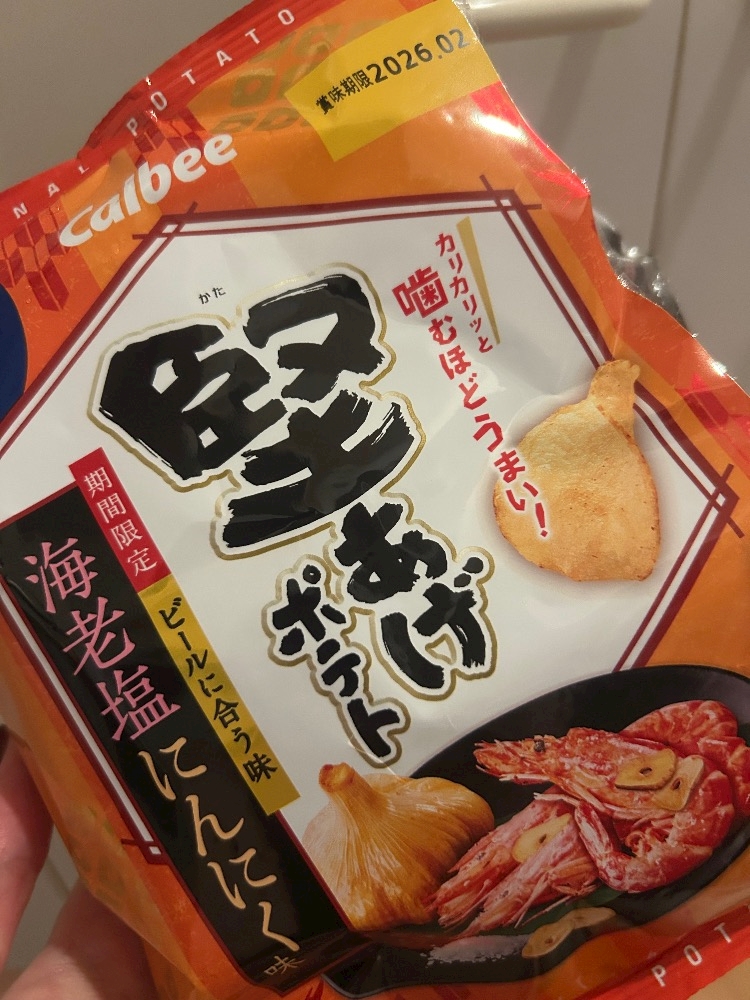 POTATO
賞味期限2026.02
NAL
Calbee
カリカリッと
噛むほどうまい!
かた
堅あげ
ポテト
期間限定
ビールに合う味
海老塩
にんにく味
POT